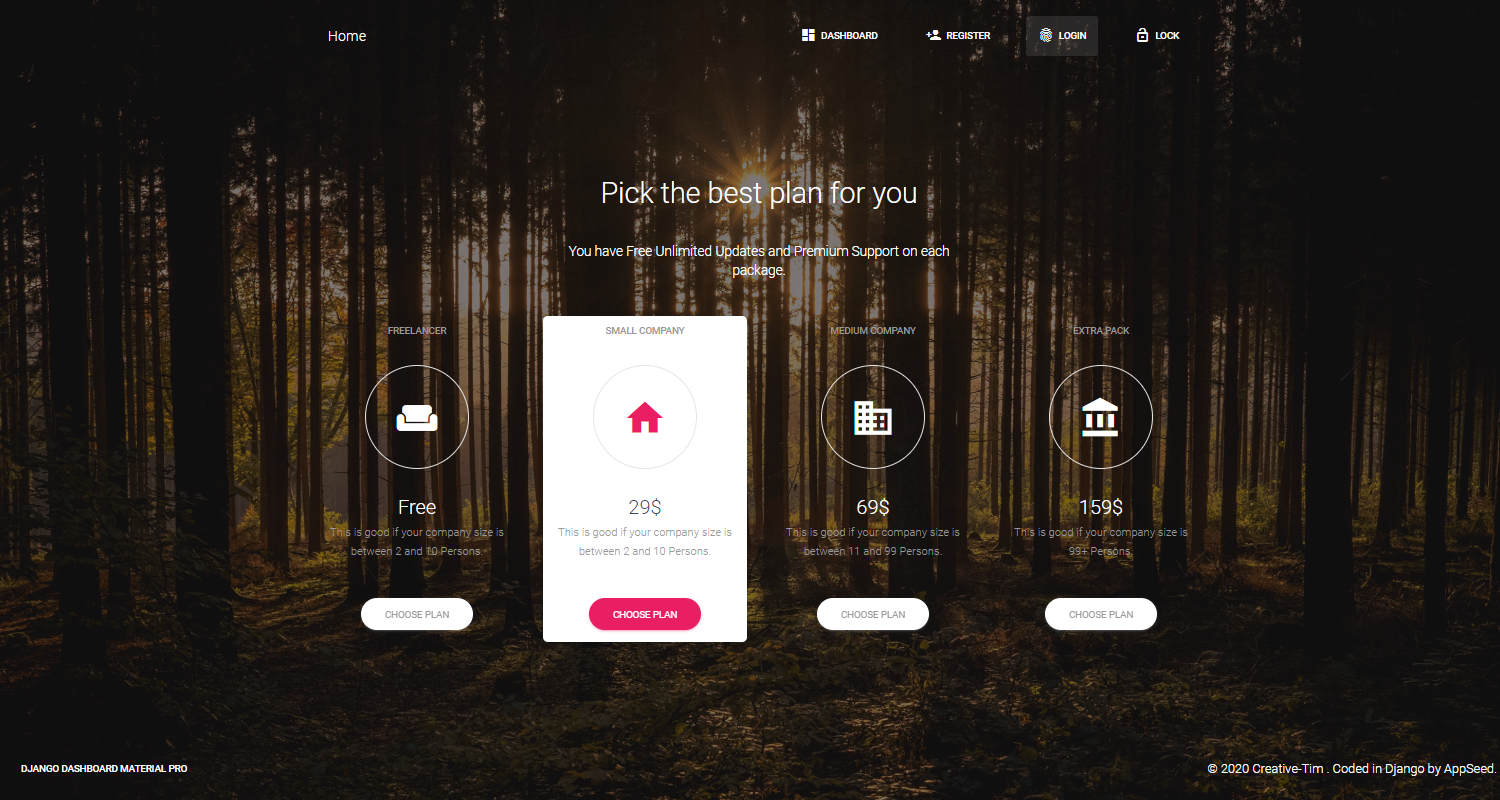 Home
DASHBOARD
REGISTER
LOGIN
LOCK
Pick the best plan for you
You have Free Unlimited Updates and Premium Support on each
package.
FREELANCER
Free
This is good if your company size is
between 2 and 10 Persons.
CHOOSE PLAN
SMALL COMPANY
29$
This is good if your company size is
between 2 and 10 Persons.
CHOOSE PLAN
MEDIUM COMPANY
69$
This is good if your company size is
between 11 and 99 Persons.
CHOOSE PLAN
EXTRA PACK
159$
This is good if your company size is
99+ Persons.
CHOOSE PLAN
DJANGO DASHBOARD MATERIAL PRO
© 2020 Creative-Tim . Coded in Django by AppSeed.